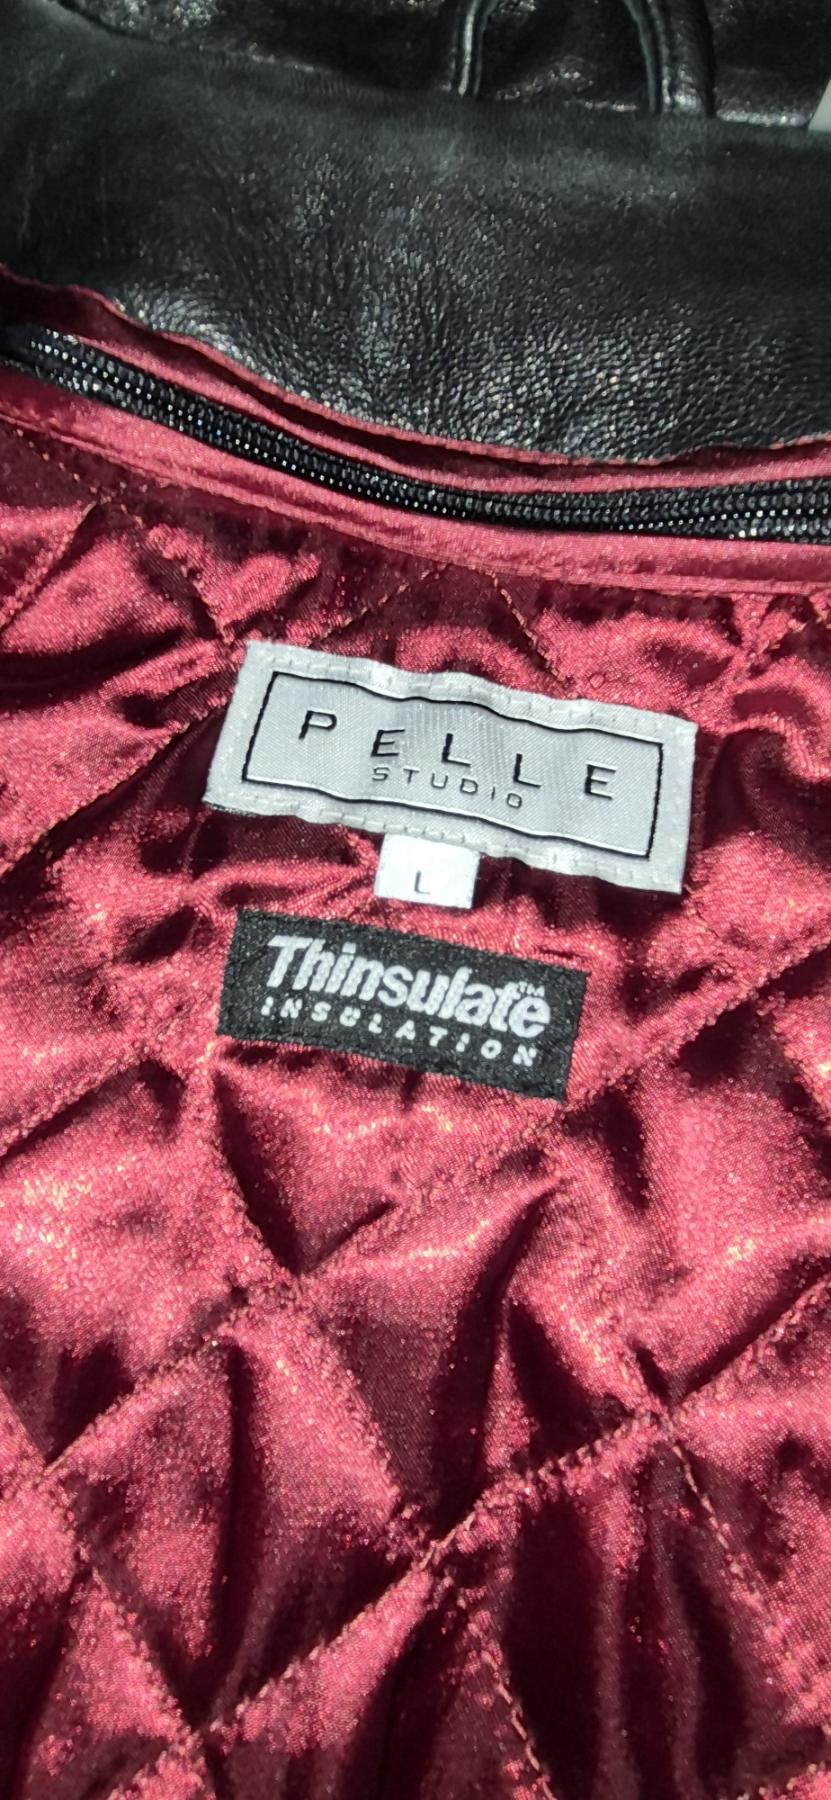 PELLE
STUDIO
L
Thinsulate™
INSULATION